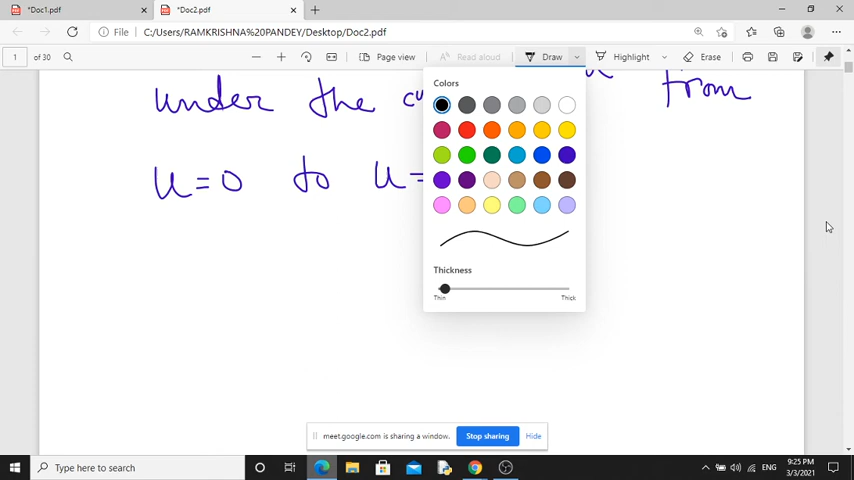 *Doc1.pdf
*Doc2.pdf
File
C:/Users/RAMKRISHNA%20PANDEY/Desktop/Doc2.pdf
1 of 30
Page view
Read aloud
Draw
Highlight
Erase
Colors
under the from
u=0 to u=
Thickness
Thin Thick
meet.google.com is sharing a window. Stop sharing Hide
Type here to search
ENG
9:25 PM
3/3/2021